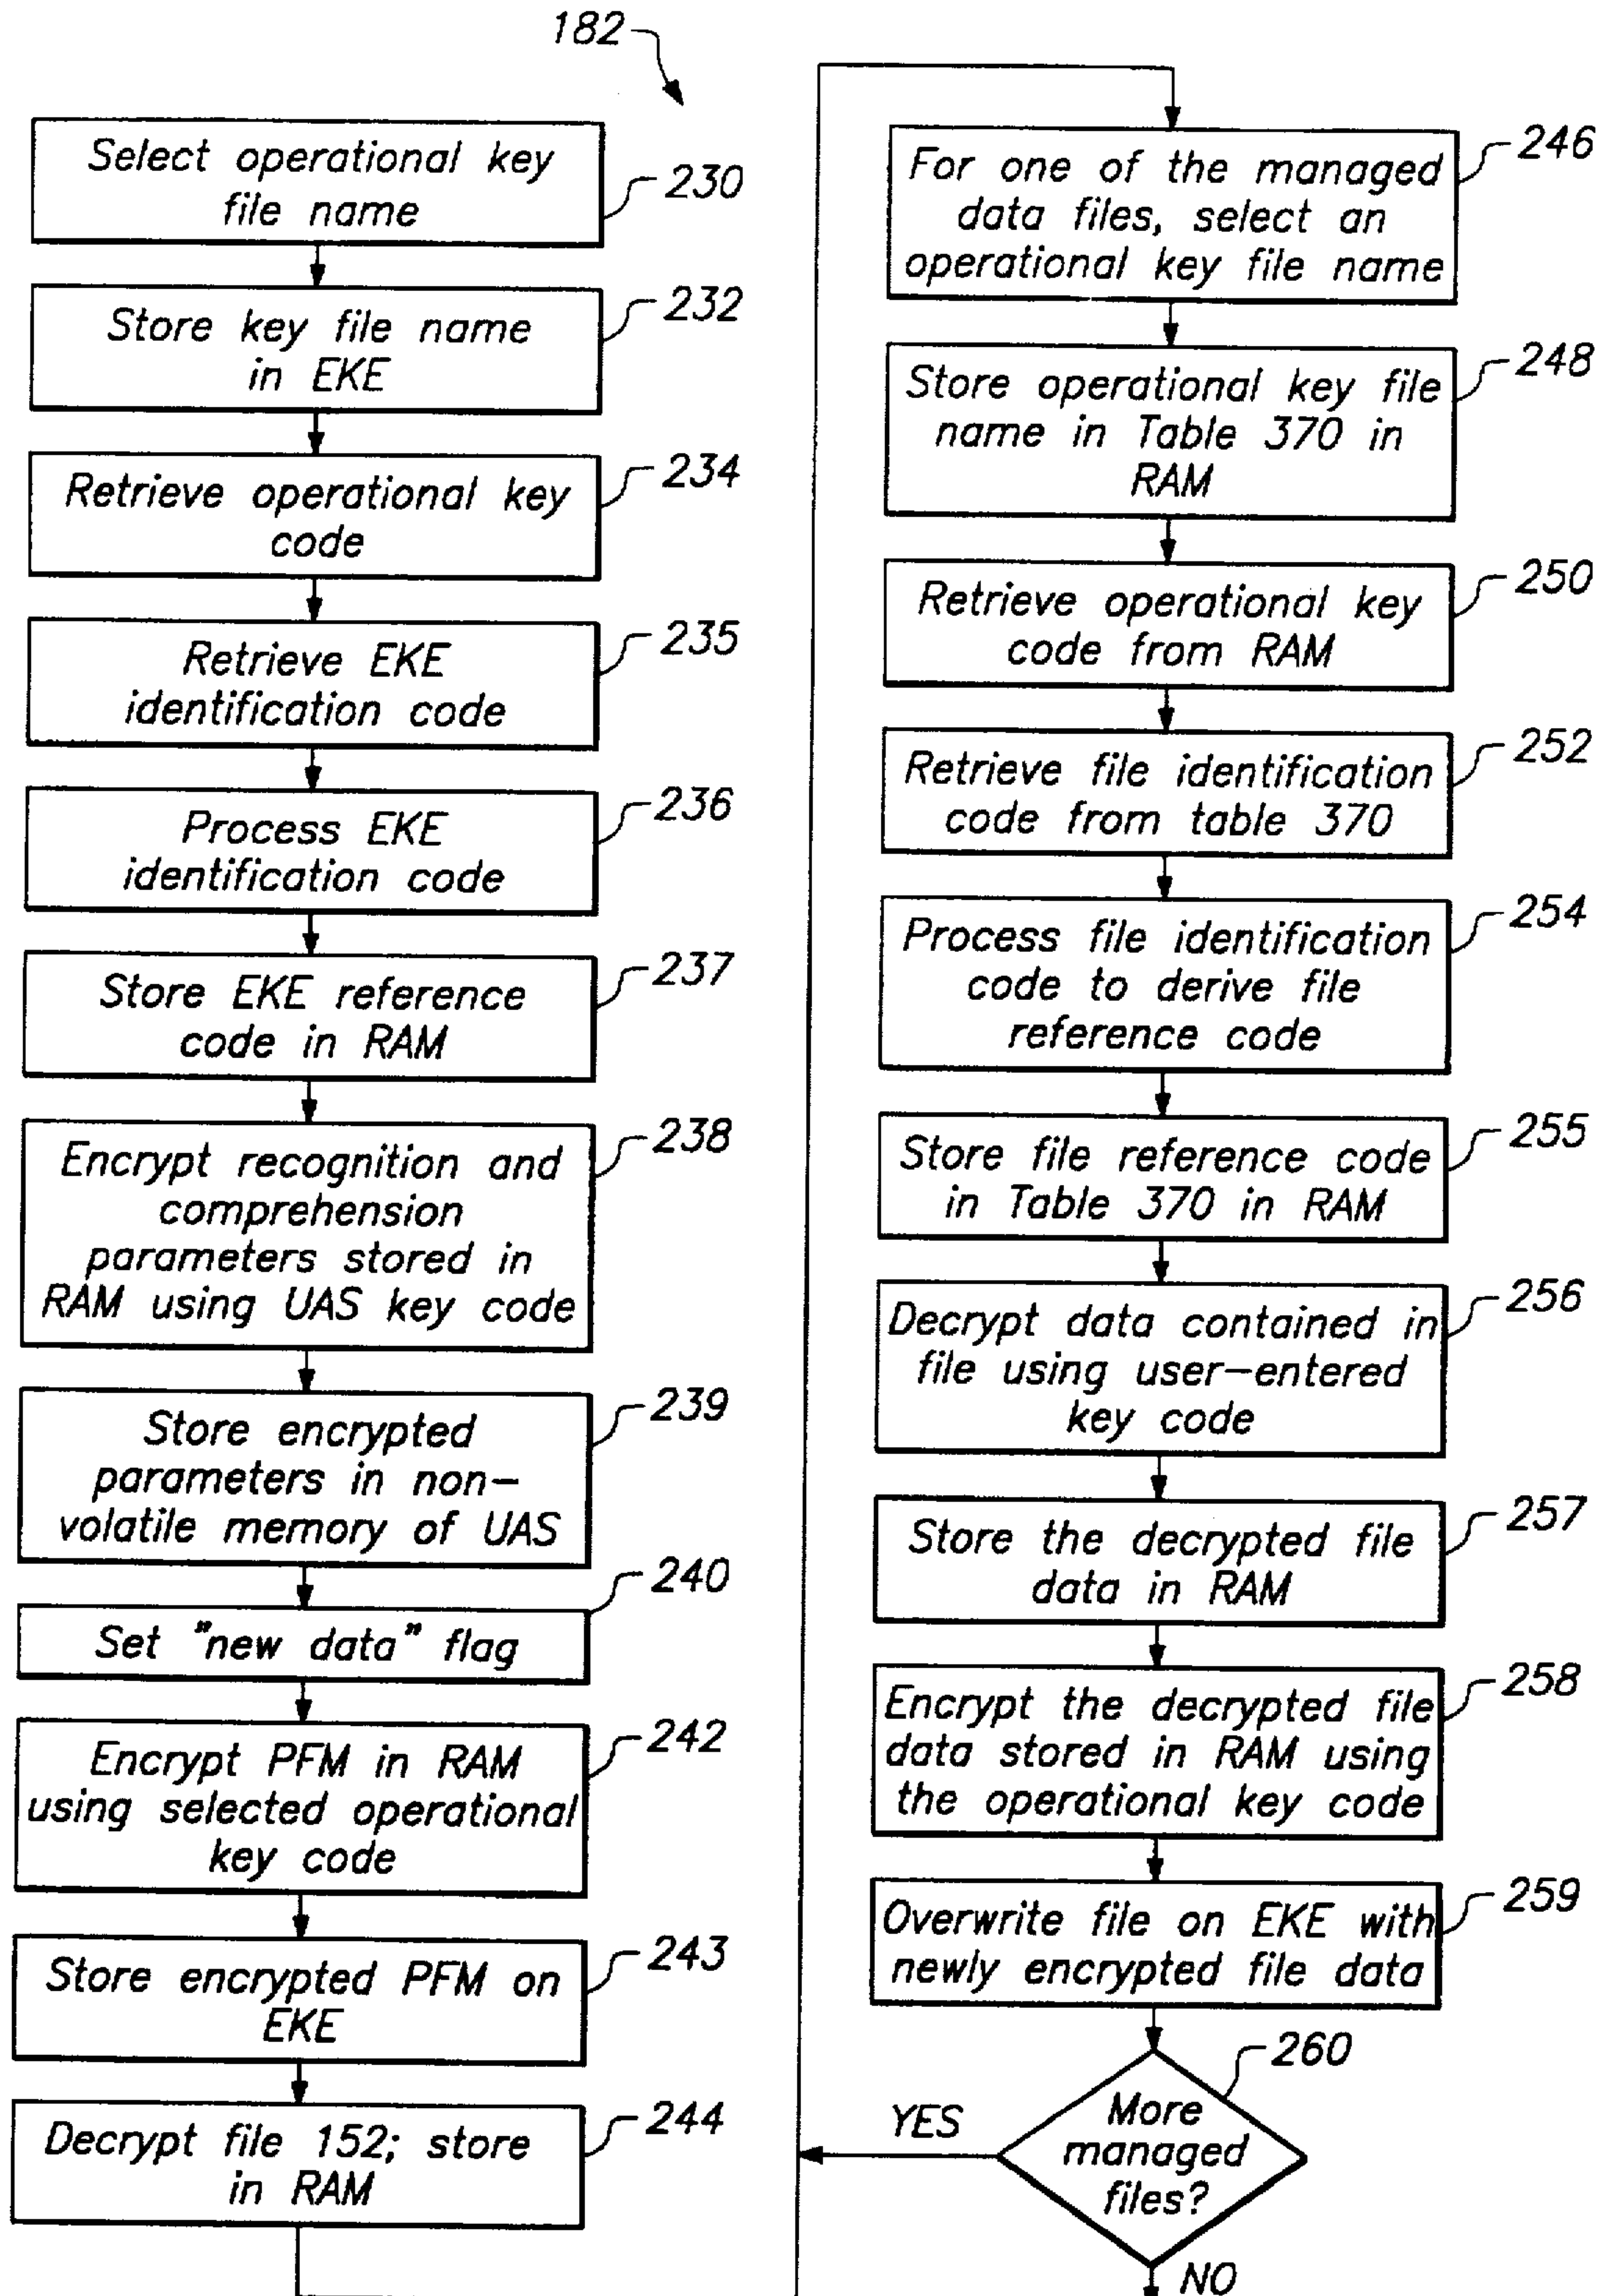 182
Select operational key
file name
230
Store key file name
in EKE
232
Retrieve operational key
code
234
Retrieve EKE
identification code
235
Process EKE
identification code
236
Store EKE reference
code in RAM
237
Encrypt recognition and
comprehension
parameters stored in
RAM using UAS key code
238
Store encrypted
parameters in non-
volatile memory of UAS
239
Set "new data" flag
240
Encrypt PFM in RAM
using selected operational
key code
242
Store encrypted PFM on
EKE
243
Decrypt file 152; store
in RAM
244
For one of the managed
data files, select an
operational key file name
246
Store operational key file
name in Table 370 in
RAM
248
Retrieve operational key
code from RAM
250
Retrieve file identification
code from table 370
252
Process file identification
code to derive file
reference code
254
Store file reference code
in Table 370 in RAM
255
Decrypt data contained in
file using user-entered
key code
256
Store the decrypted file
data in RAM
257
Encrypt the decrypted file
data stored in RAM using
the operational key code
258
Overwrite file on EKE with
newly encrypted file data
259
More
managed
files?
260
YES
NO